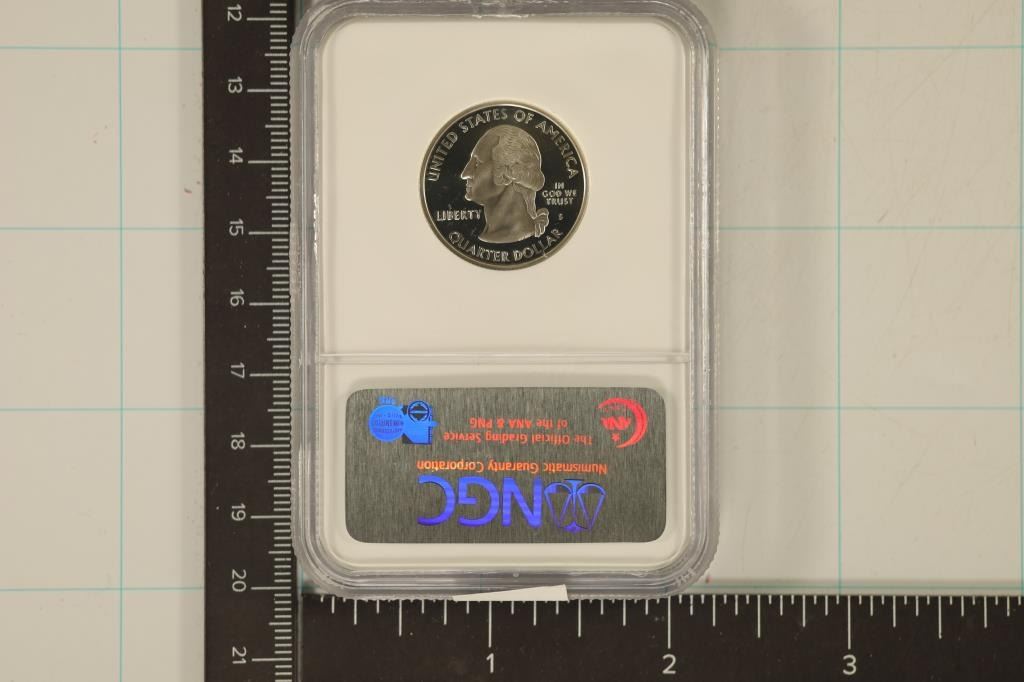 UNITED STATES OF AMERICA
IN
GOD WE
TRUST
LIBERTY
S
QUARTER DOLLAR
NGC
Numismatic Guaranty Corporation
The Official Grading Service
of the ANA & PNG
ANA
12
13
14
15
16
17
18
19
20
21
1
2
3